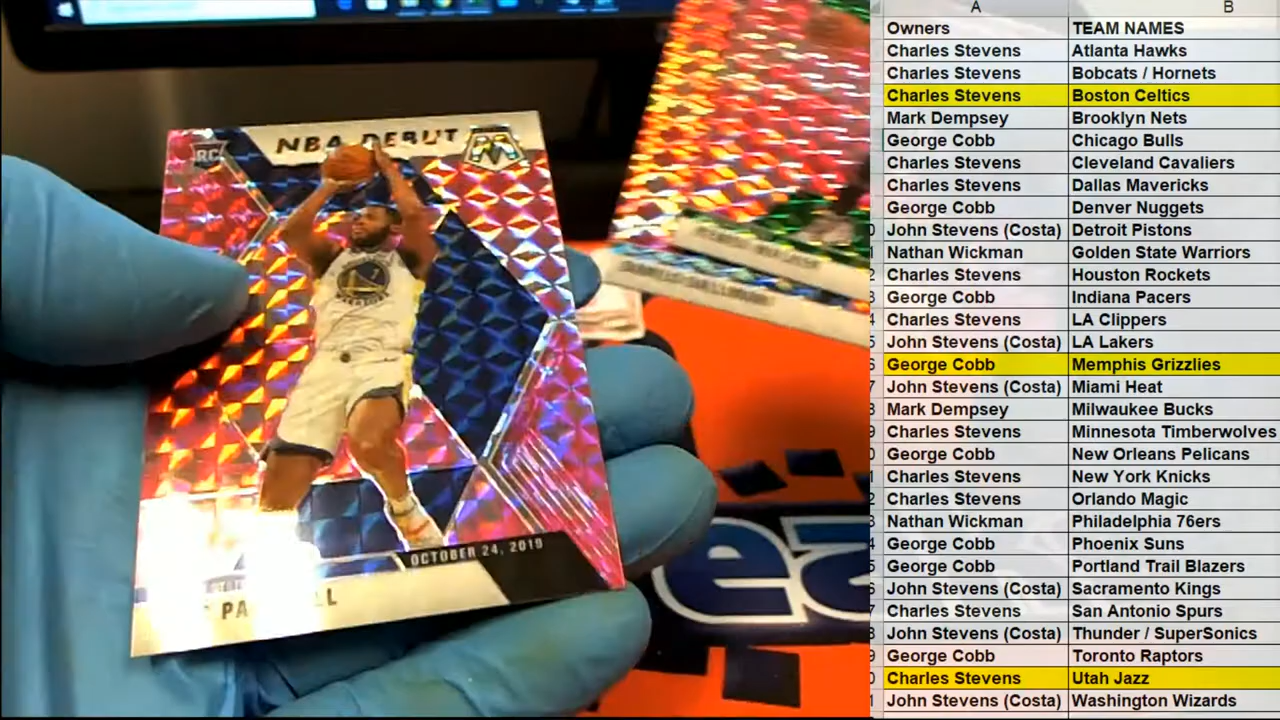 RC NBA DEBUT M
7
WARRIORS
OCTOBER 24, 2019
ea
A B
Owners TEAM NAMES
Charles Stevens Atlanta Hawks
Charles Stevens Bobcats / Hornets
Charles Stevens Boston Celtics
Mark Dempsey Brooklyn Nets
George Cobb Chicago Bulls
Charles Stevens Cleveland Cavaliers
Charles Stevens Dallas Mavericks
George Cobb Denver Nuggets
John Stevens (Costa) Detroit Pistons
Nathan Wickman Golden State Warriors
Charles Stevens Houston Rockets
George Cobb Indiana Pacers
Charles Stevens LA Clippers
John Stevens (Costa) LA Lakers
George Cobb Memphis Grizzlies
John Stevens (Costa) Miami Heat
Mark Dempsey Milwaukee Bucks
Charles Stevens Minnesota Timberwolves
George Cobb New Orleans Pelicans
Charles Stevens New York Knicks
Charles Stevens Orlando Magic
Nathan Wickman Philadelphia 76ers
George Cobb Phoenix Suns
George Cobb Portland Trail Blazers
John Stevens (Costa) Sacramento Kings
Charles Stevens San Antonio Spurs
John Stevens (Costa) Thunder / SuperSonics
George Cobb Toronto Raptors
Charles Stevens Utah Jazz
John Stevens (Costa) Washington Wizards